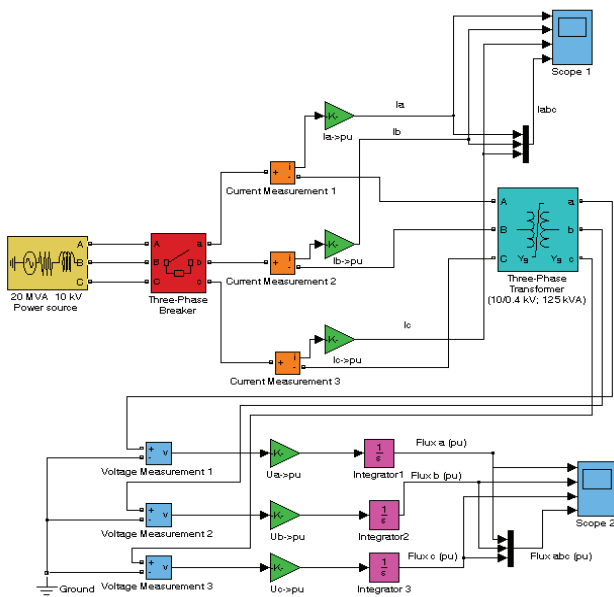 Scope 1
Ia
Iabc
Ia->pu
Ib
-K-
+
i
-
Current Measurement 1
A
B
C
a
b
c
Yg
Yg
Three-Phase
Transformer
(10/0.4 kV; 125 kVA)
A
B
C
20 MVA 10 kV
Power source
A
B
C
a
b
c
Three-Phase
Breaker
-K-
Ib->pu
+
i
-
Current Measurement 2
-K-
Ic
Ic->pu
+
i
-
Current Measurement 3
+
-
v
Voltage Measurement 1
-K-
Ua->pu
1
s
Integrator1
Flux a (pu)
Flux b (pu)
Scope 2
+
-
v
Voltage Measurement 2
-K-
Ub->pu
1
s
Integrator2
Flux c (pu)
Flux abc (pu)
+
-
v
Voltage Measurement 3
-K-
Uc->pu
1
s
Integrator 3
Ground